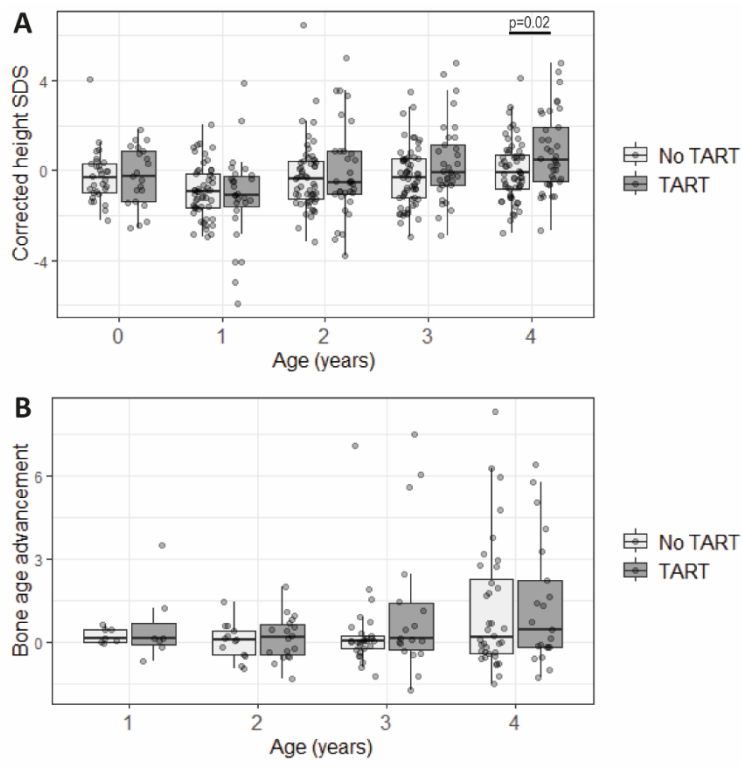 A
p=0.02
Corrected height SDS
4
0
-4
0 1 2 3 4
Age (years)
No TART
TART
B
Bone age advancement
6
3
0
1 2 3 4
Age (years)
No TART
TART